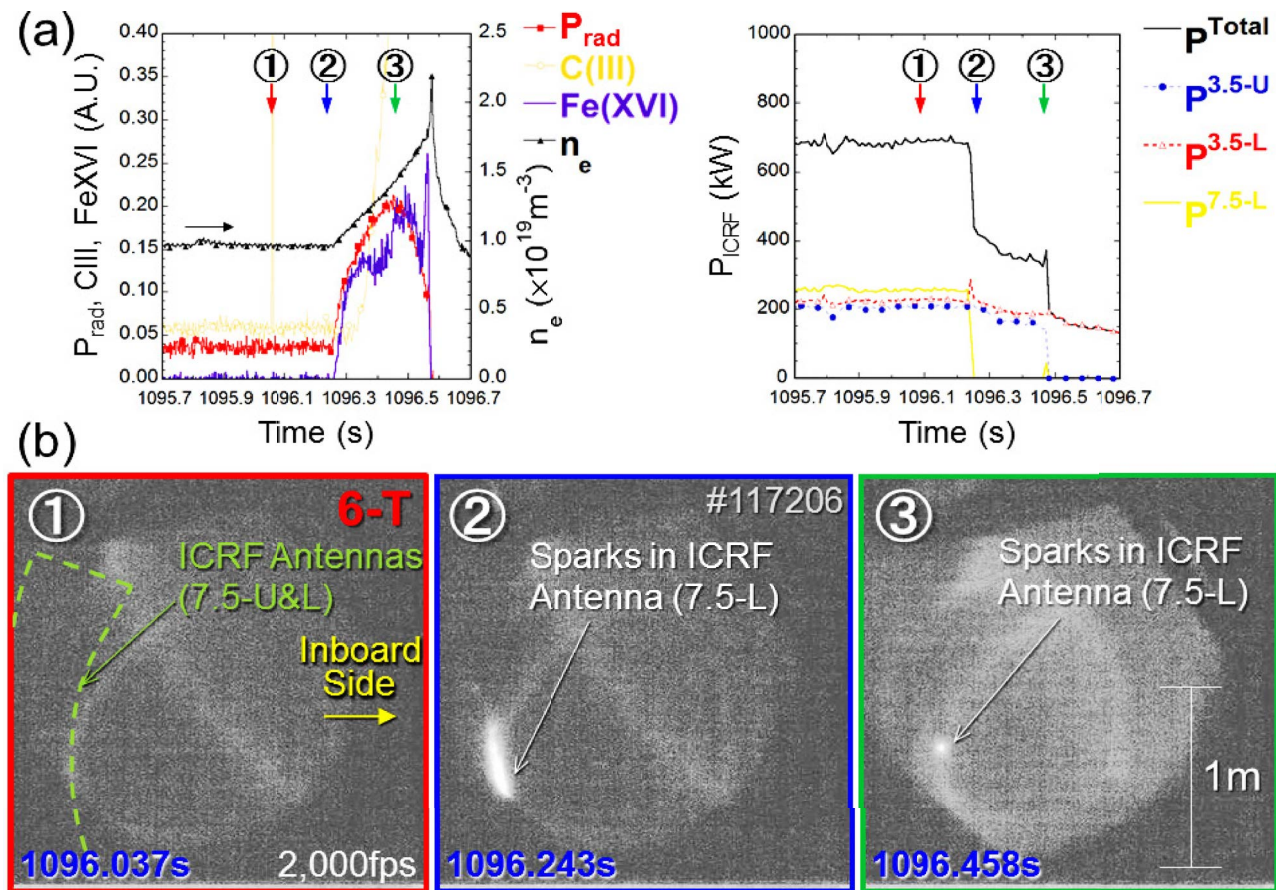 (a)
P_rad, CIII, FeXVI (A.U.)
0.40
0.35
0.30
0.25
0.20
0.15
0.10
0.05
0.00
① ② ③
2.5
2.0
1.5
1.0
0.5
0.0
n_e (×10^19 m^-3)
1095.7 1095.9 1096.1 1096.3 1096.5 1096.7
Time (s)
P_rad
C(III)
Fe(XVI)
n_e
P_ICRF (kW)
1000
800
600
400
200
0
① ② ③
1095.7 1095.9 1096.1 1096.3 1096.5 1096.7
Time (s)
P^Total
P^3.5-U
P^3.5-L
P^7.5-L
(b)
①
6-T
ICRF Antennas
(7.5-U&L)
Inboard
Side
1096.037s
2,000fps
②
#117206
Sparks in ICRF
Antenna (7.5-L)
1096.243s
③
Sparks in ICRF
Antenna (7.5-L)
1m
1096.458s